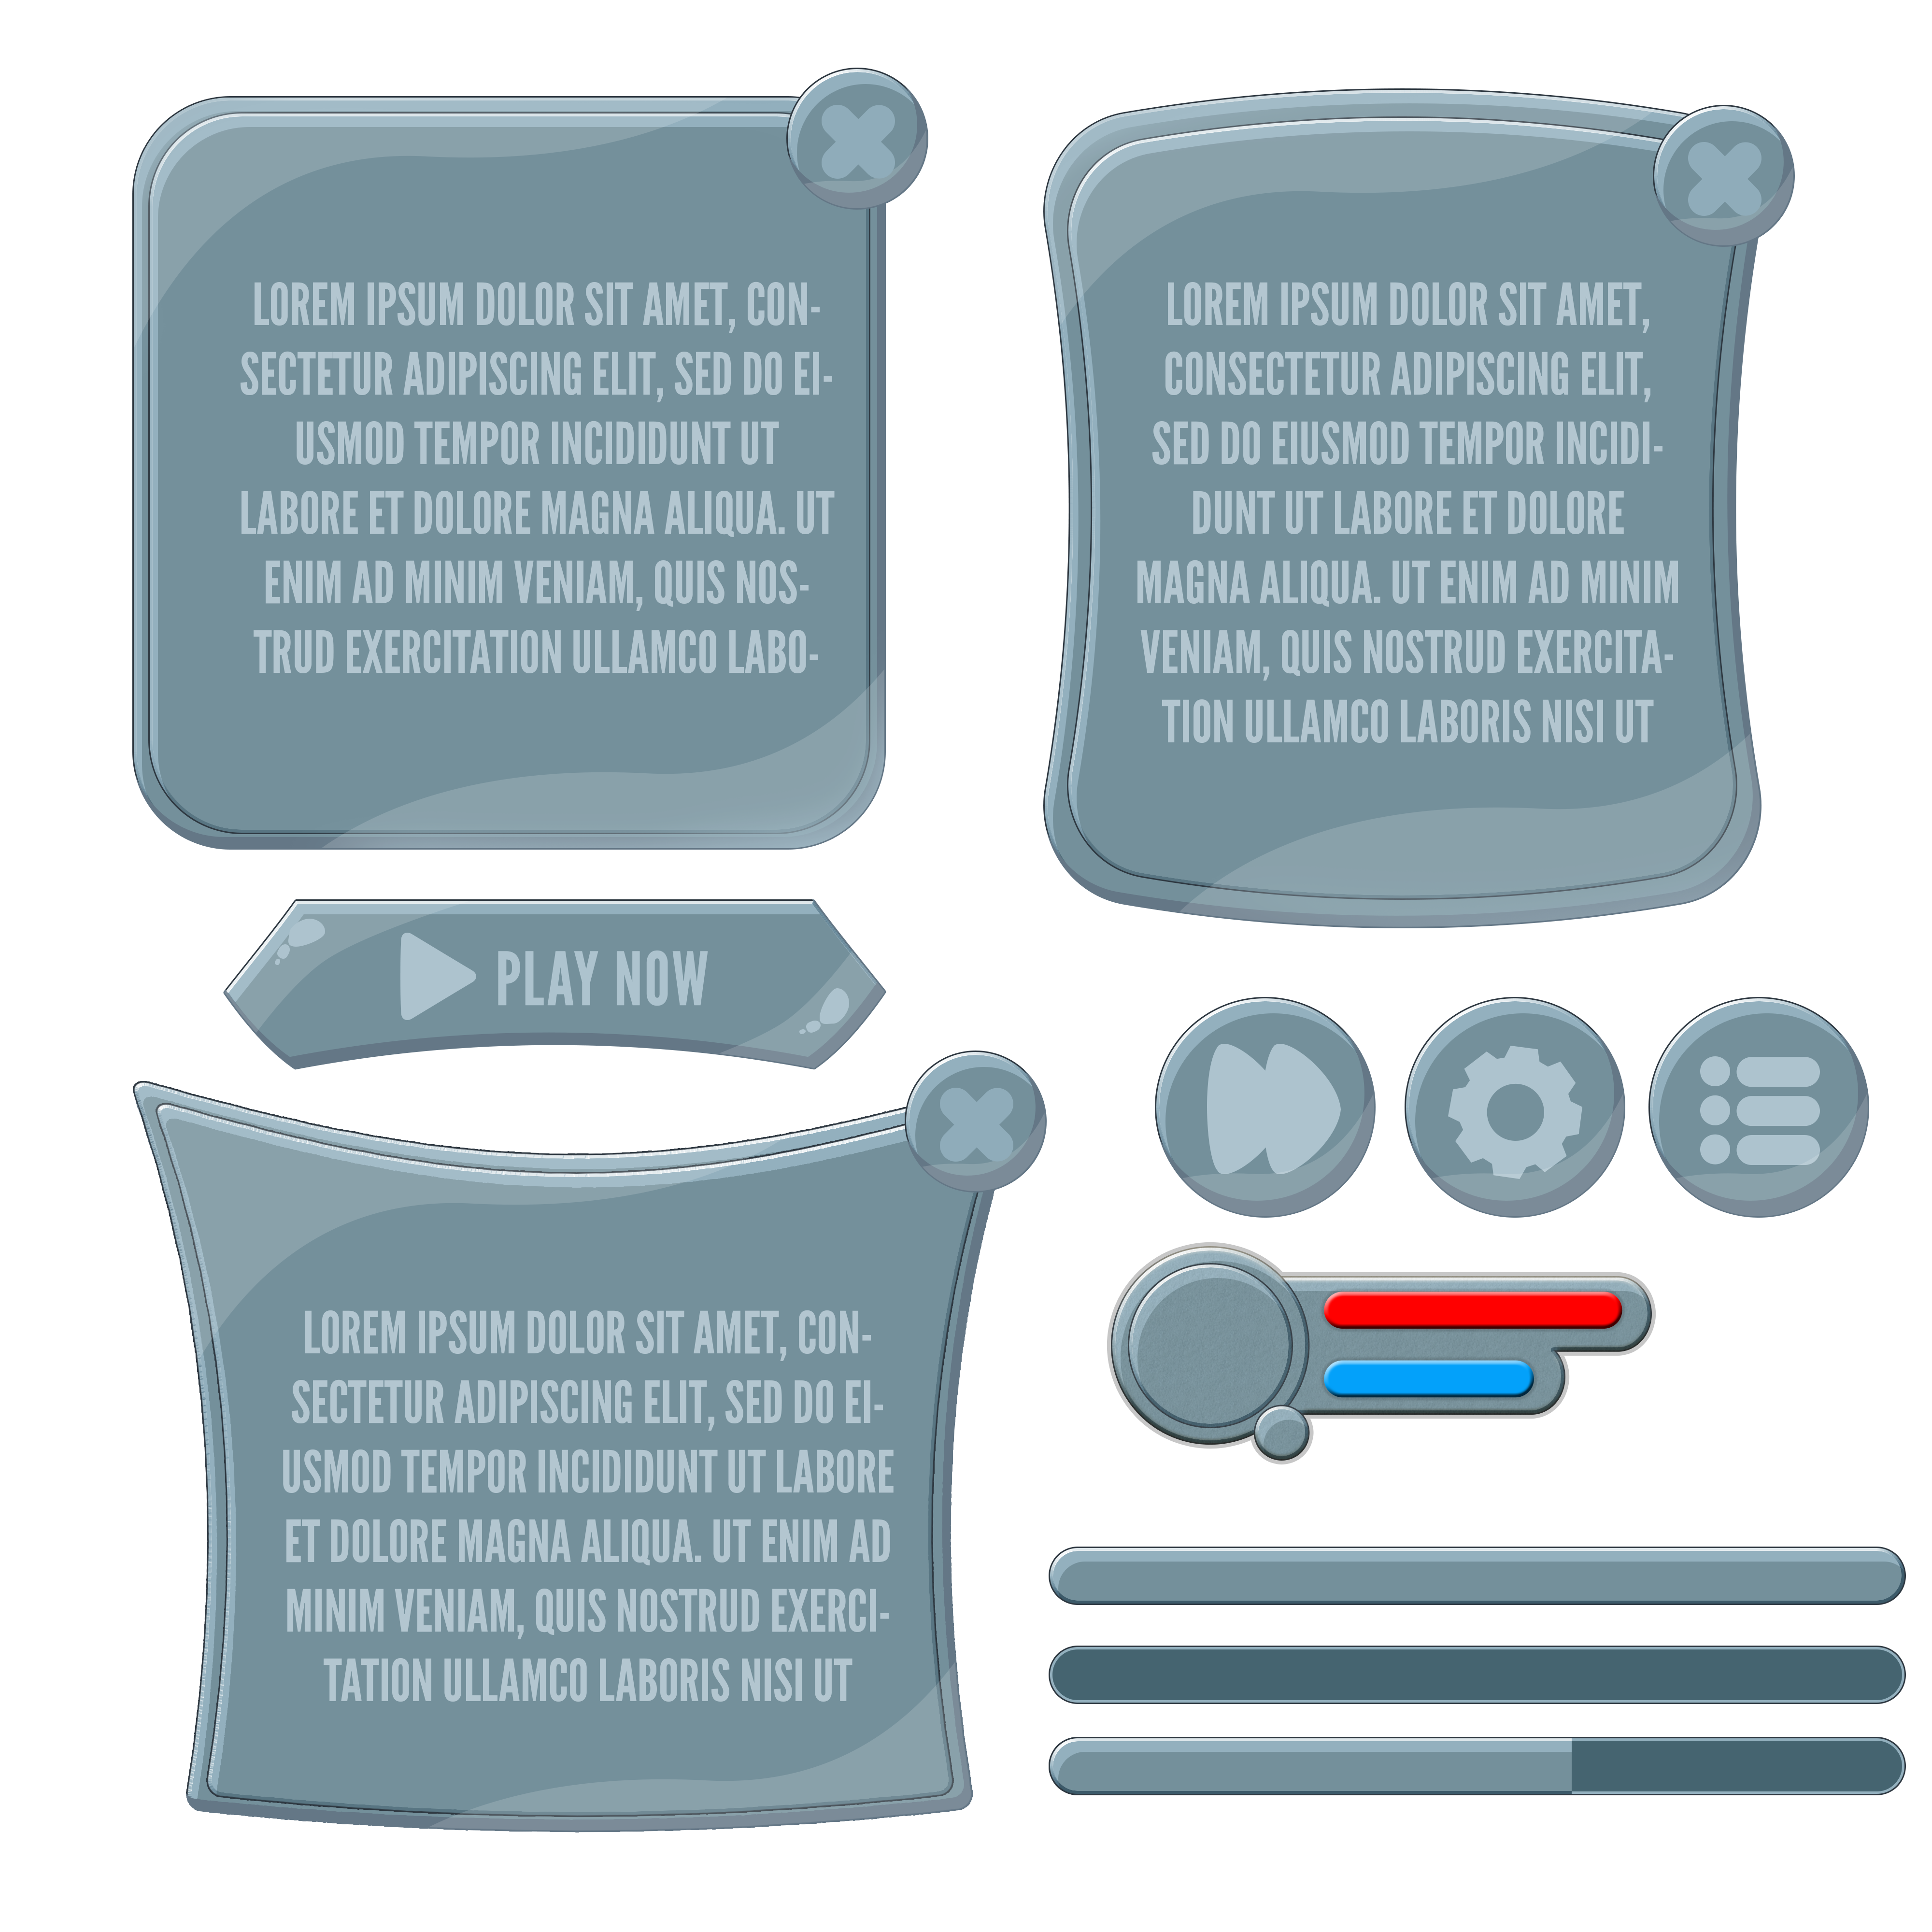 LOREM IPSUM DOLOR SIT AMET, CON-
SECTETUR ADIPISCING ELIT, SED DO EI-
USMOD TEMPOR INCIDIDUNT UT
LABORE ET DOLORE MAGNA ALIQUA. UT
ENIM AD MINIM VENIAM, QUIS NOS-
TRUD EXERCITATION ULLAMCO LABO-
LOREM IPSUM DOLOR SIT AMET,
CONSECTETUR ADIPISCING ELIT,
SED DO EIUSMOD TEMPOR INCIDI-
DUNT UT LABORE ET DOLORE
MAGNA ALIQUA. UT ENIM AD MINIM
VENIAM, QUIS NOSTRUD EXERCITA-
TION ULLAMCO LABORIS NISI UT
PLAY NOW
LOREM IPSUM DOLOR SIT AMET, CON-
SECTETUR ADIPISCING ELIT, SED DO EI-
USMOD TEMPOR INCIDIDUNT UT LABORE
ET DOLORE MAGNA ALIQUA. UT ENIM AD
MINIM VENIAM, QUIS NOSTRUD EXERCI-
TATION ULLAMCO LABORIS NISI UT